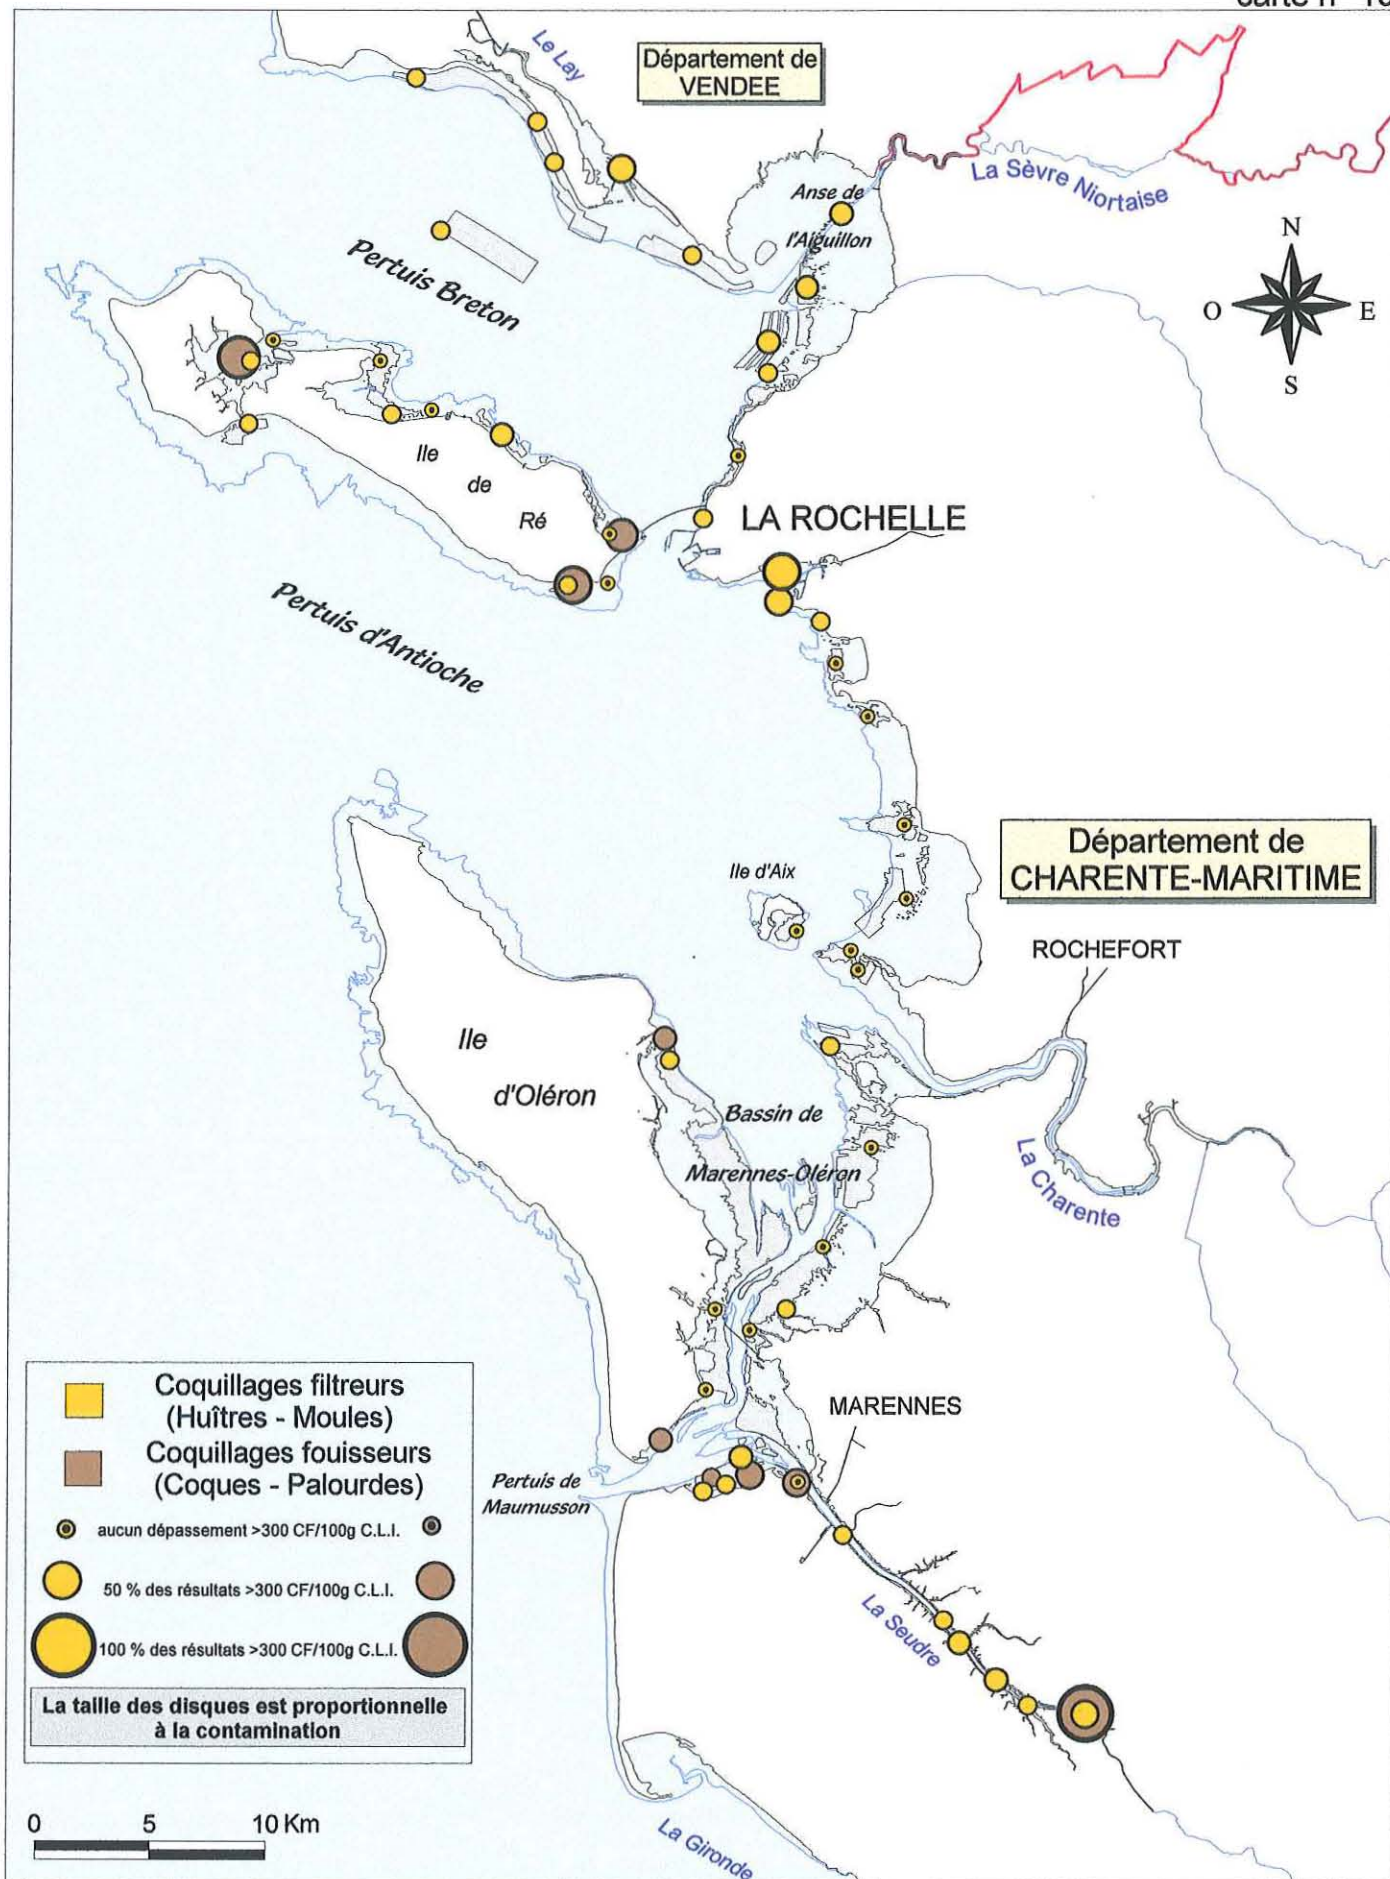 Le Lay
Département de
VENDEE
La Sèvre Niortaise
Anse de
l'Aiguillon
N
O
E
S
Pertuis Breton
Ile
de
Ré
LA ROCHELLE
Pertuis d'Antioche
Ile d'Aix
Département de
CHARENTE-MARITIME
ROCHEFORT
Ile
d'Oléron
Bassin de
Marennes-Oléron
La Charente
MARENNES
Pertuis de
Maumusson
La Seudre
La Gironde
Coquillages filtreurs
(Huîtres - Moules)
Coquillages fouisseurs
(Coques - Palourdes)
aucun dépassement >300 CF/100g C.L.I.
50 % des résultats >300 CF/100g C.L.I.
100 % des résultats >300 CF/100g C.L.I.
La taille des disques est proportionnelle
à la contamination
0 5 10 Km